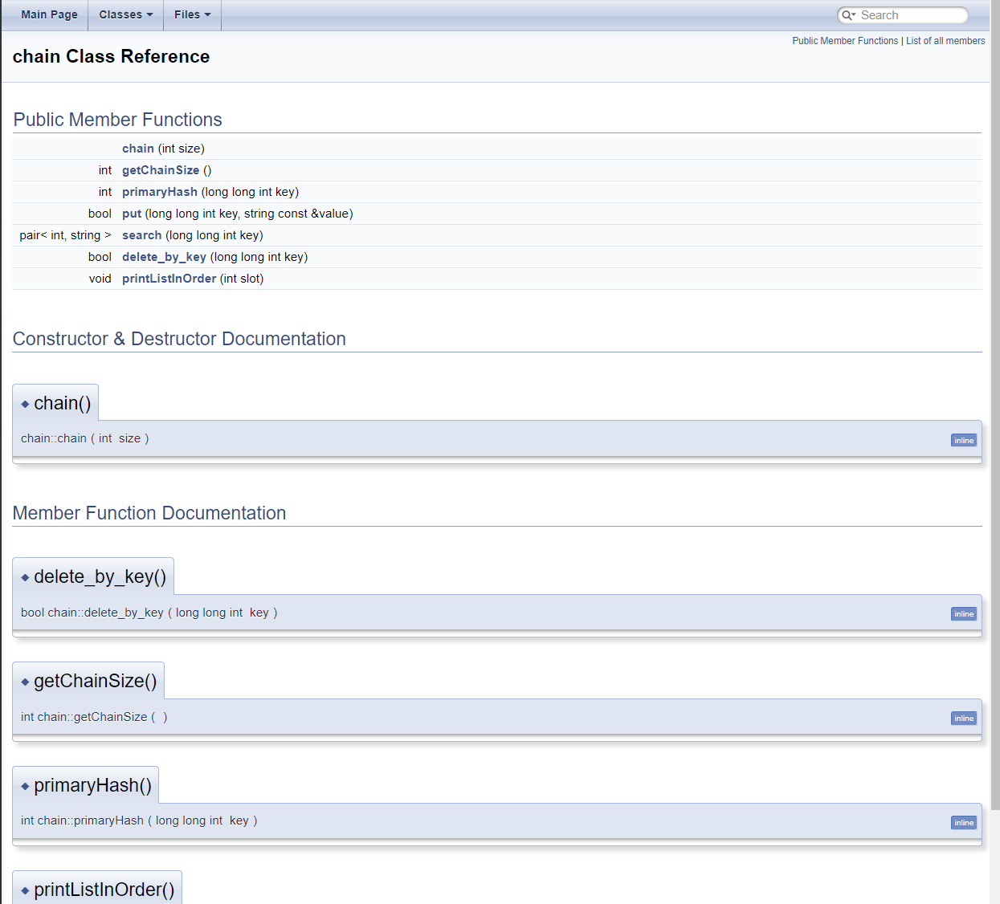 Main Page Classes Files Search
Public Member Functions | List of all members
chain Class Reference
Public Member Functions
chain (int size)
int getChainSize ()
int primaryHash (long long int key)
bool put (long long int key, string const &value)
pair< int, string > search (long long int key)
bool delete_by_key (long long int key)
void printListInOrder (int slot)
Constructor & Destructor Documentation
◆ chain()
chain::chain ( int size )
inline
Member Function Documentation
◆ delete_by_key()
bool chain::delete_by_key ( long long int key )
inline
◆ getChainSize()
int chain::getChainSize ( )
inline
◆ primaryHash()
int chain::primaryHash ( long long int key )
inline
◆ printListInOrder()